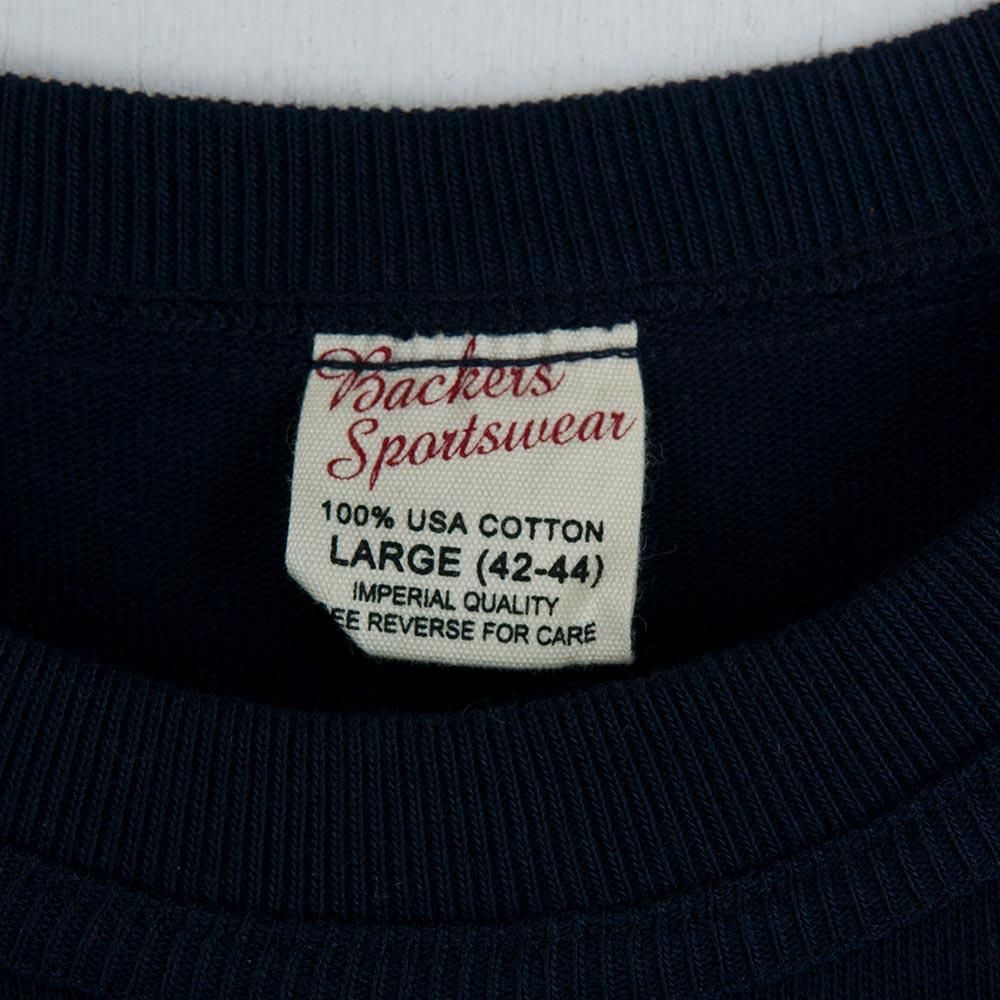 Backers
Sportswear
100% USA COTTON
LARGE (42-44)
IMPERIAL QUALITY
EE REVERSE FOR CARE